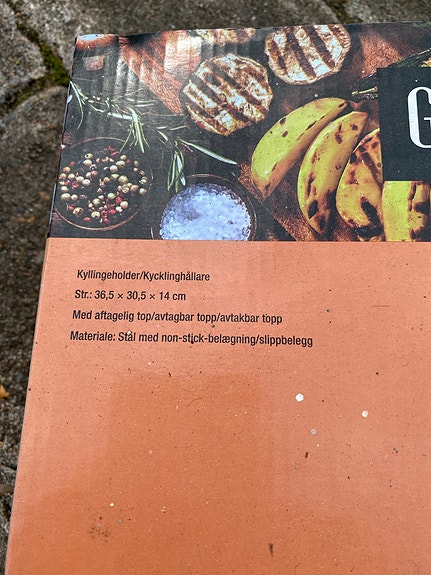 G
Kyllingeholder/Kycklinghållare
Str.: 36,5 × 30,5 × 14 cm
Med aftagelig top/avtagbar topp/avtakbar topp
Materiale: Stål med non-stick-belægning/slippbelegg